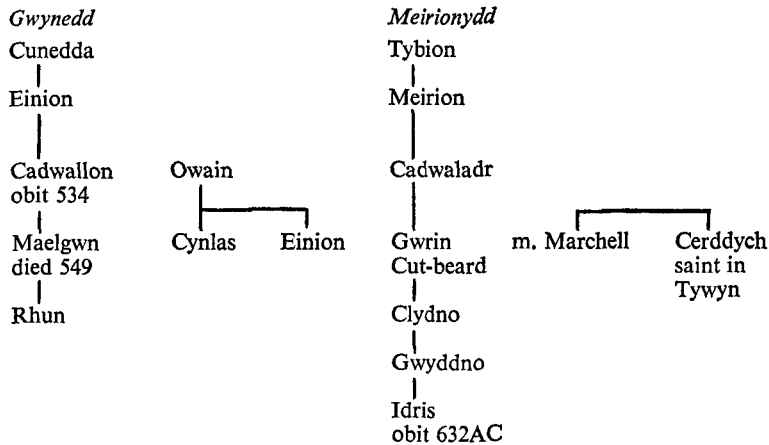 Gwynedd Meirionydd
Cunedda Tybion
Einion Meirion
Cadwallon Owain Cadwaladr
obit 534
Maelgwn Cynlas Einion Gwrin m. Marchell Cerddych
died 549 Cut-beard saint in
Tywyn
Rhun Clydno
Gwyddno
Idris
obit 632AC